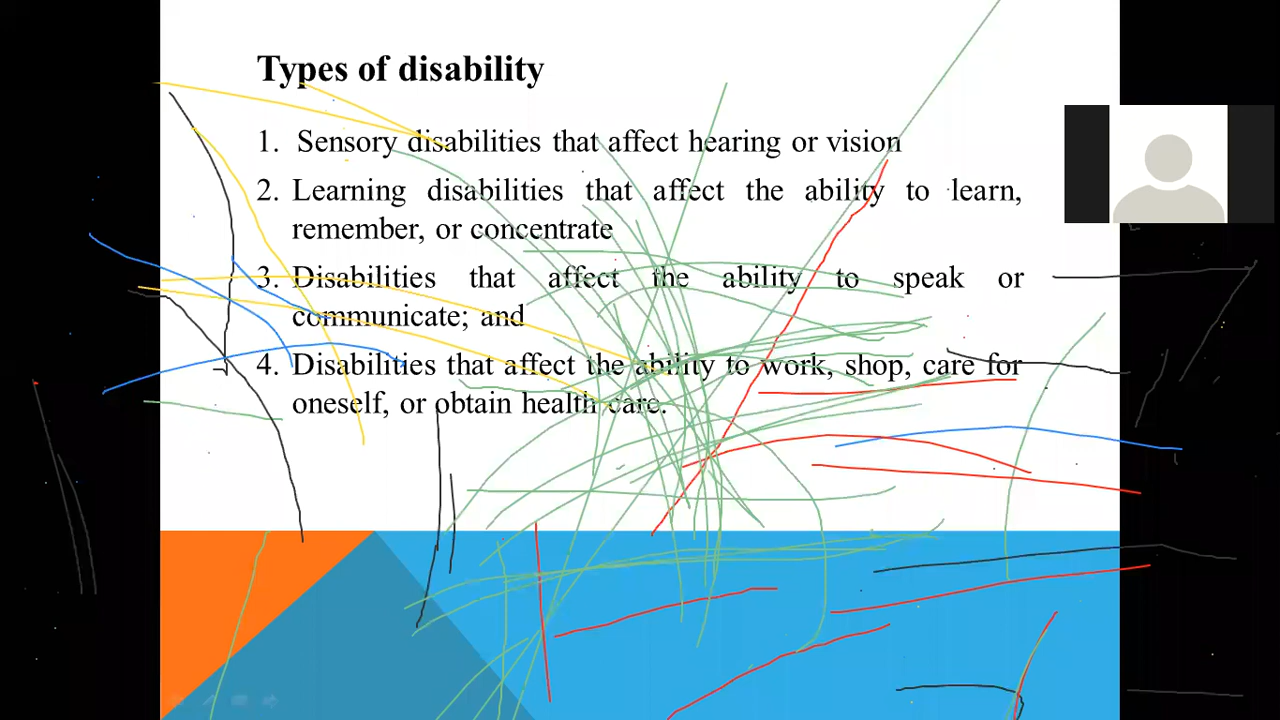 Types of disability
1. Sensory disabilities that affect hearing or vision
2. Learning disabilities that affect the ability to learn,
remember, or concentrate
3. Disabilities that affect the ability to speak or
communicate; and
4. Disabilities that affect the ability to work, shop, care for
oneself, or obtain health care.